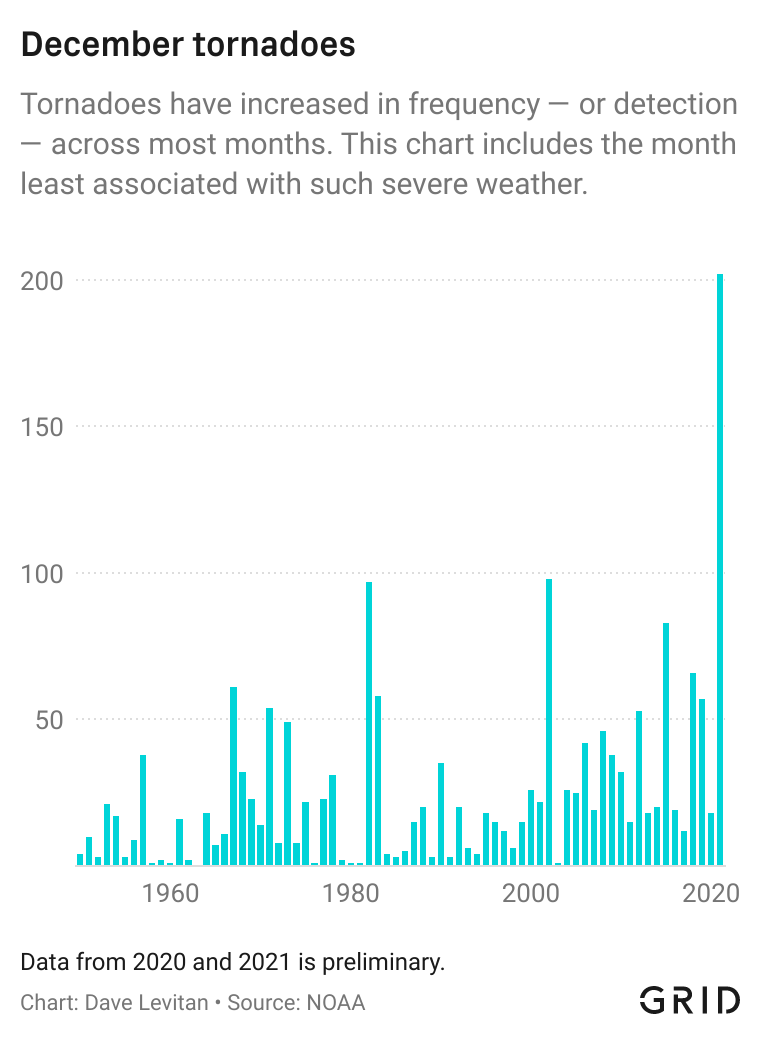 December tornadoes
Tornadoes have increased in frequency — or detection
— across most months. This chart includes the month
least associated with such severe weather.
200
150
100
50
1960 1980 2000 2020
Data from 2020 and 2021 is preliminary.
Chart: Dave Levitan • Source: NOAA
GRID